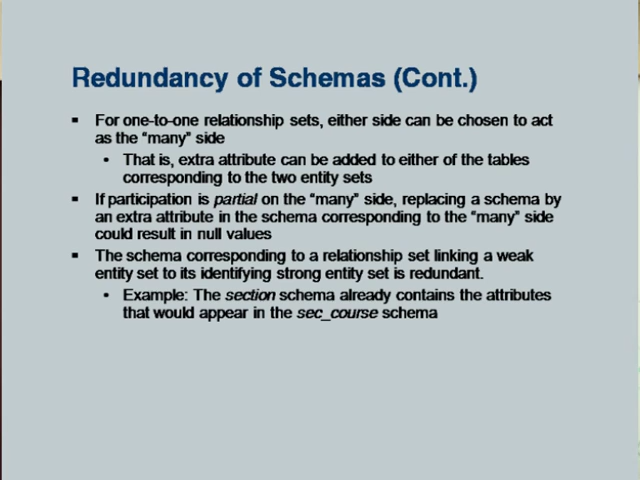 Redundancy of Schemas (Cont.)
▪ For one-to-one relationship sets, either side can be chosen to act
as the “many” side
• That is, extra attribute can be added to either of the tables
corresponding to the two entity sets
▪ If participation is partial on the “many” side, replacing a schema by
an extra attribute in the schema corresponding to the “many” side
could result in null values
▪ The schema corresponding to a relationship set linking a weak
entity set to its identifying strong entity set is redundant.
• Example: The section schema already contains the attributes
that would appear in the sec_course schema